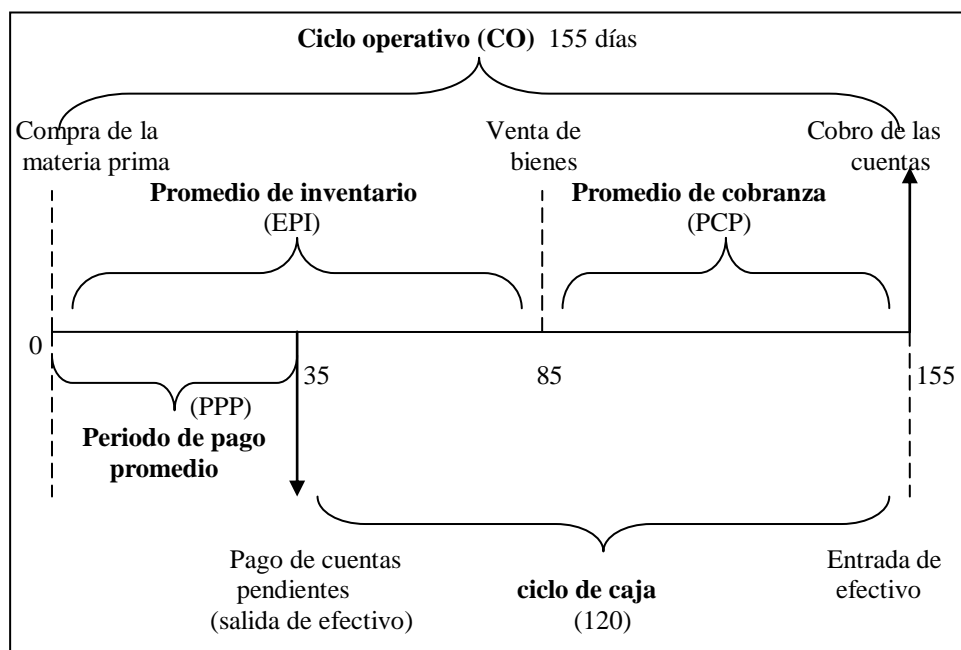 Ciclo operativo (CO) 155 días
Compra de la
materia prima
Venta de
bienes
Cobro de las
cuentas
Promedio de inventario
(EPI)
Promedio de cobranza
(PCP)
0
35
85
155
(PPP)
Periodo de pago
promedio
Pago de cuentas
pendientes
(salida de efectivo)
ciclo de caja
(120)
Entrada de
efectivo